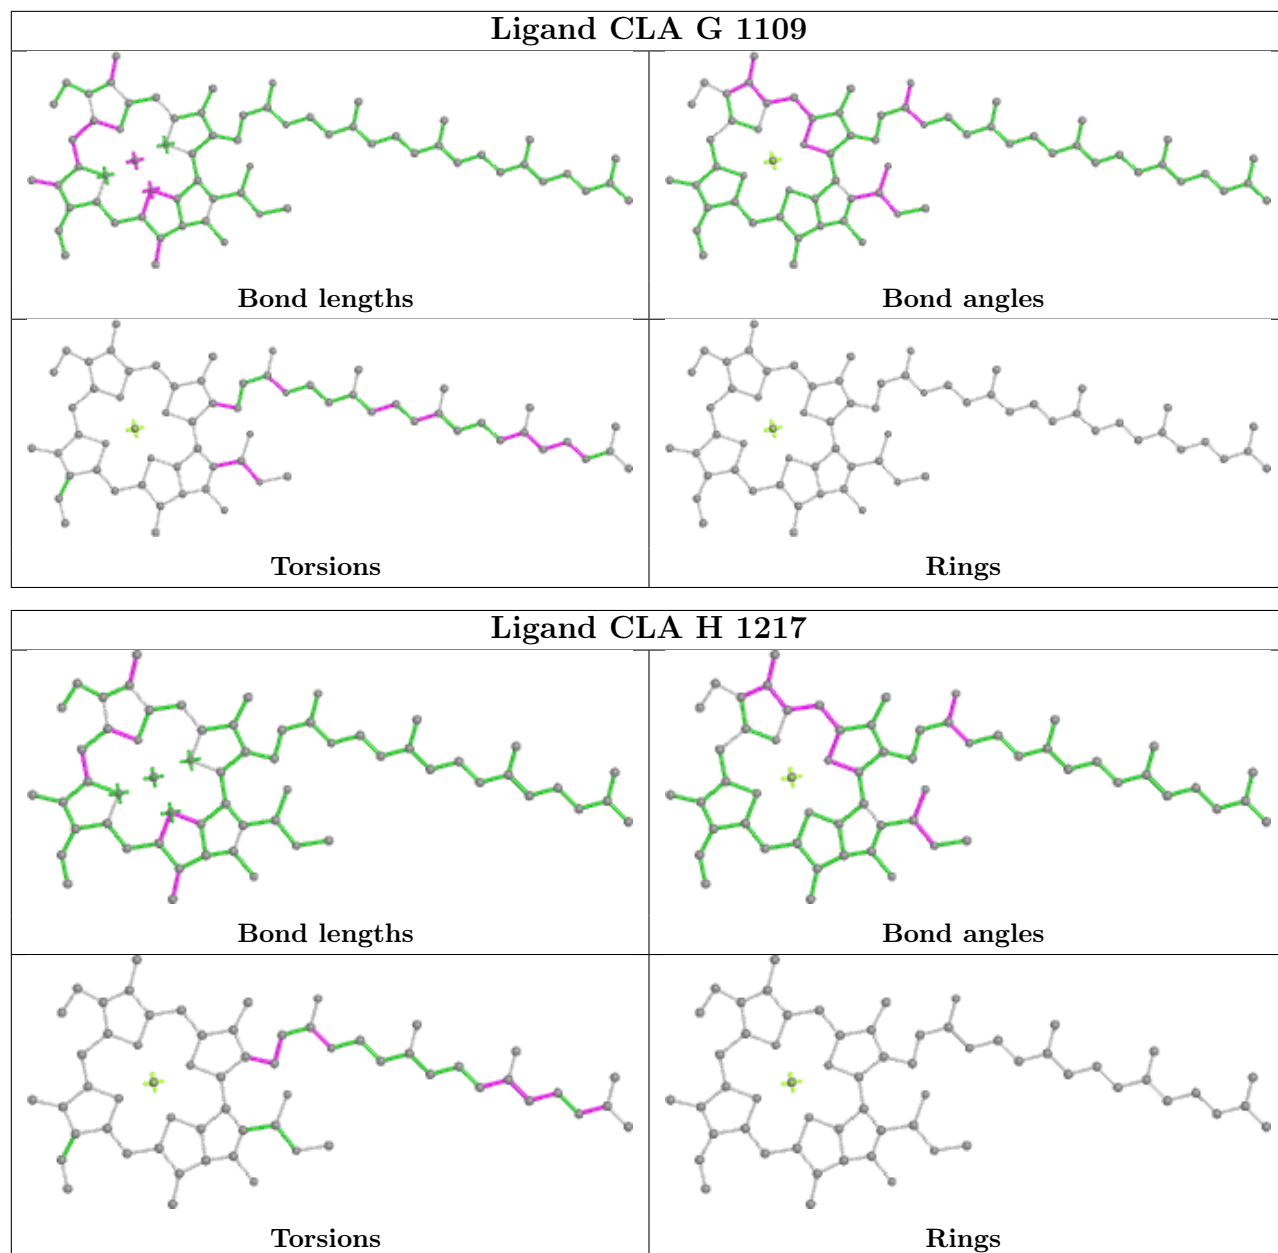 Ligand CLA G 1109
Bond lengths
Bond angles
Torsions
Rings
Ligand CLA H 1217
Bond lengths
Bond angles
Torsions
Rings